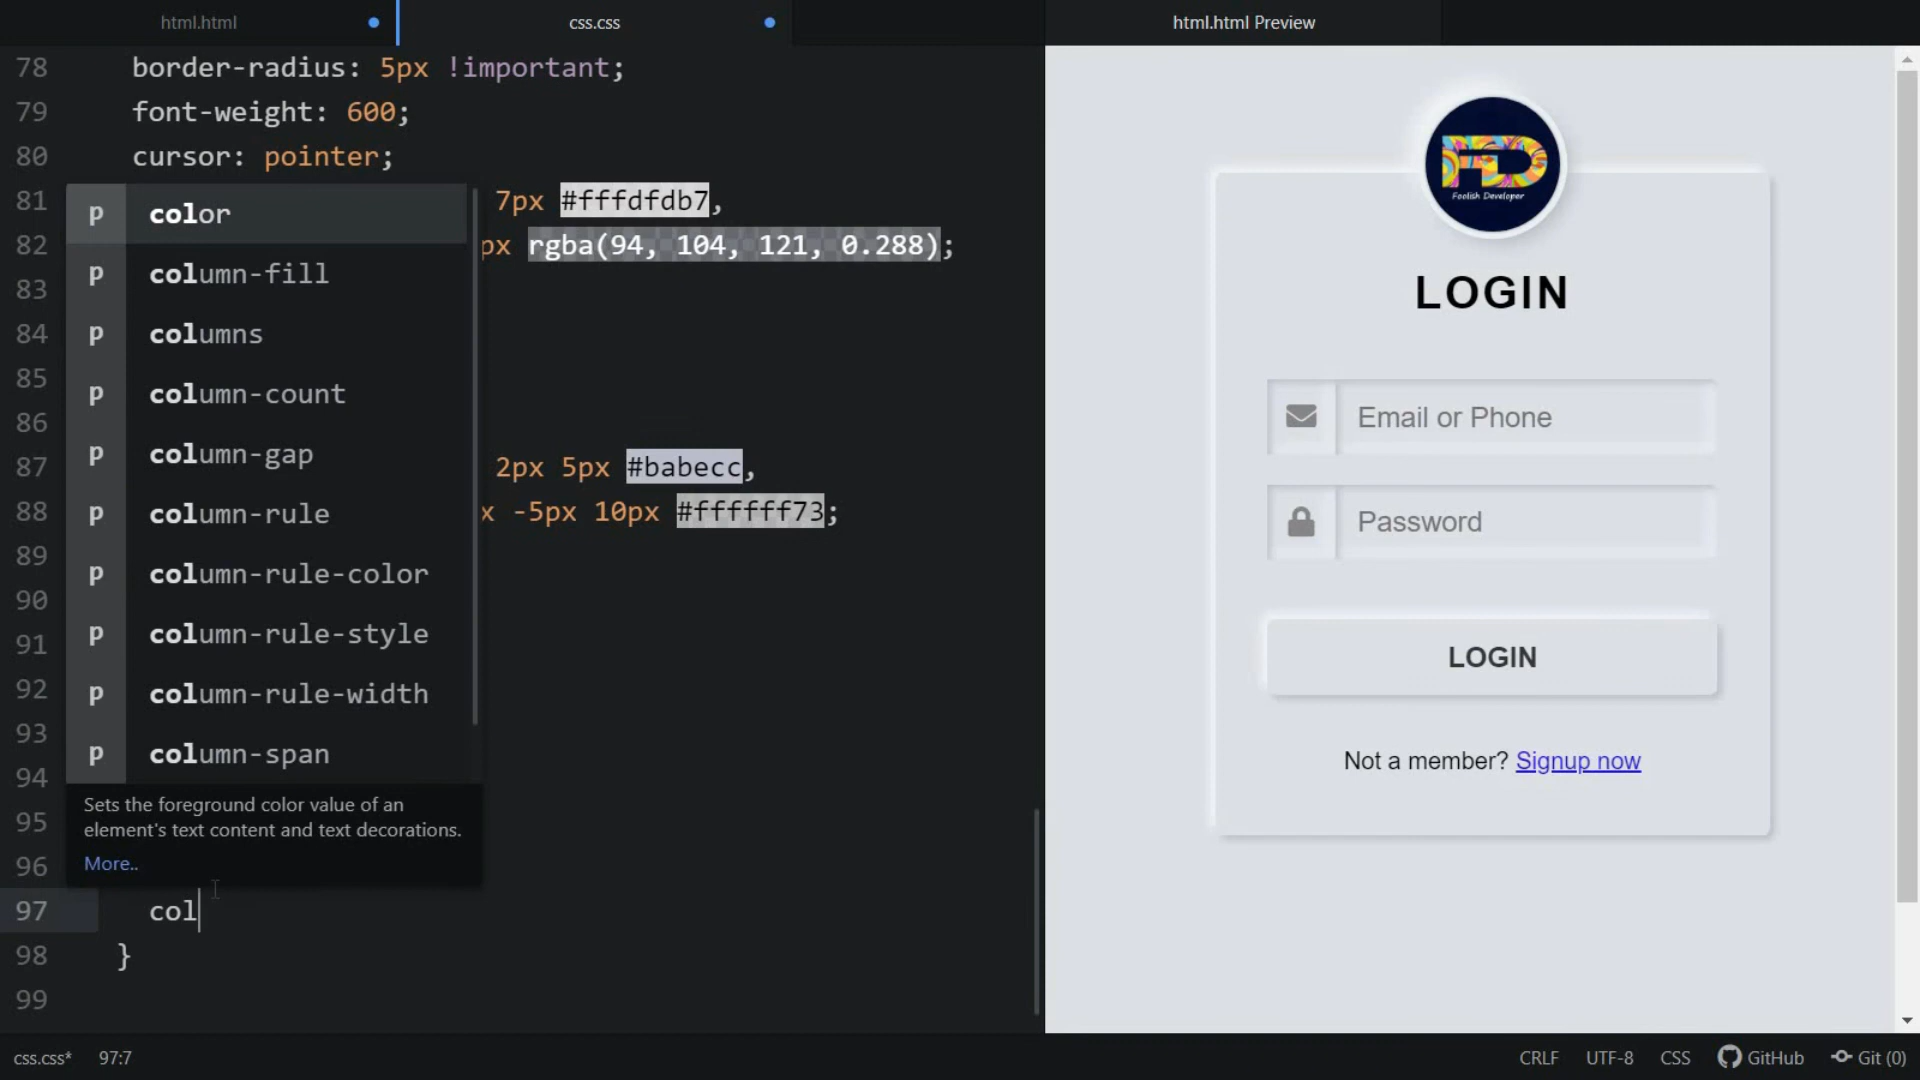 html.html
css.css
html.html Preview
78 border-radius: 5px !important;
79 font-weight: 600;
80 cursor: pointer;
81 7px #fffdfdb7,
82 px rgba(94, 104, 121, 0.288);
83
84
85
86
87 2px 5px #babecc,
88 x -5px 10px #ffffff73;
89
90
91
92
93
94
95
96
97 col
98 }
99
p color
p column-fill
p columns
p column-count
p column-gap
p column-rule
p column-rule-color
p column-rule-style
p column-rule-width
p column-span
Sets the foreground color value of an
element's text content and text decorations.
More..
FD
Foolish Developer
LOGIN
Email or Phone
Password
LOGIN
Not a member? Signup now
css.css* 97:7
CRLF UTF-8 CSS GitHub Git (0)